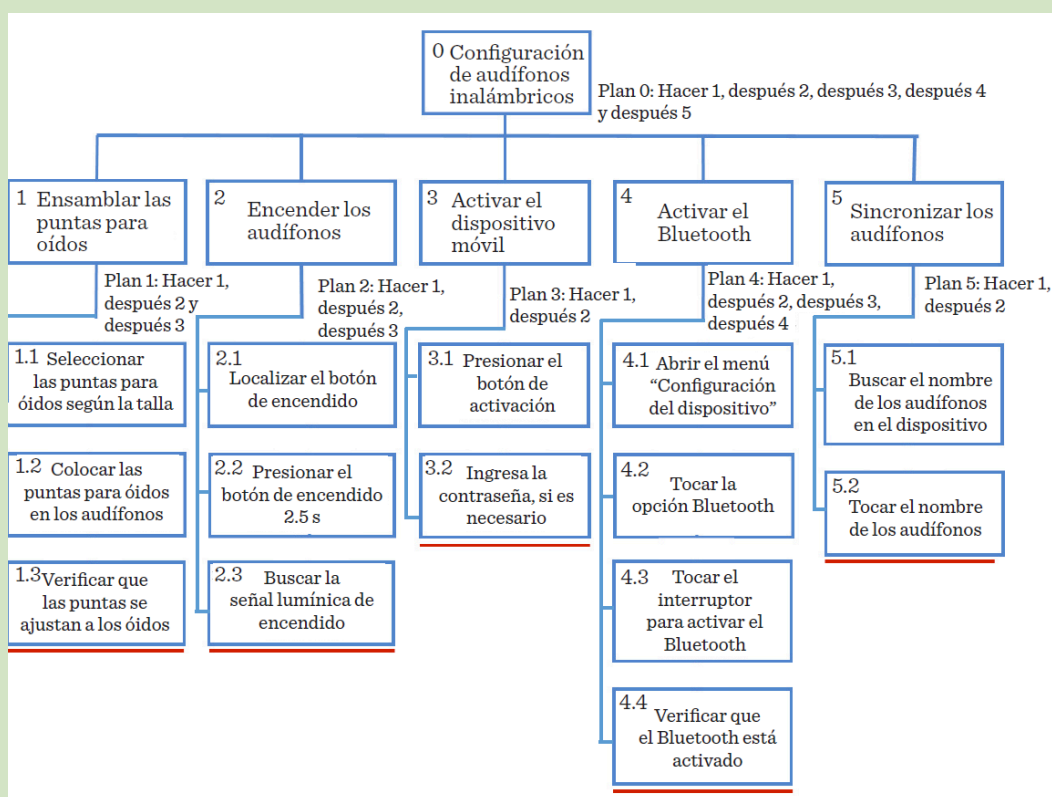 0 Configuración
de audífonos
inalámbricos
Plan 0: Hacer 1, después 2, después 3, después 4
y después 5
1 Ensamblar las
puntas para
oídos
Plan 1: Hacer 1,
después 2 y
después 3
1.1 Seleccionar
las puntas para
óidos según la talla
1.2 Colocar las
puntas para óidos
en los audífonos
1.3 Verificar que
las puntas se
ajustan a los óidos
2
Encender los
audífonos
Plan 2: Hacer 1,
después 2,
después 3
2.1
Localizar el botón
de encendido
2.2 Presionar el
botón de encendido
2.5 s
2.3 Buscar la
señal lumínica de
encendido
3 Activar el
dispositivo
móvil
Plan 3: Hacer 1,
después 2
3.1 Presionar el
botón de
activación
3.2 Ingresa la
contraseña, si es
necesario
4
Activar el
Bluetooth
Plan 4: Hacer 1,
después 2, después 3,
después 4
4.1 Abrir el menú
“Configuración
del dispositivo”
4.2
Tocar la
opción Bluetooth
4.3 Tocar el
interruptor
para activar el
Bluetooth
4.4
Verificar que
el Bluetooth está
activado
5
Sincronizar los
audífonos
Plan 5: Hacer 1,
después 2
5.1
Buscar el nombre
de los audífonos
en el dispositivo
5.2
Tocar el nombre
de los audífonos